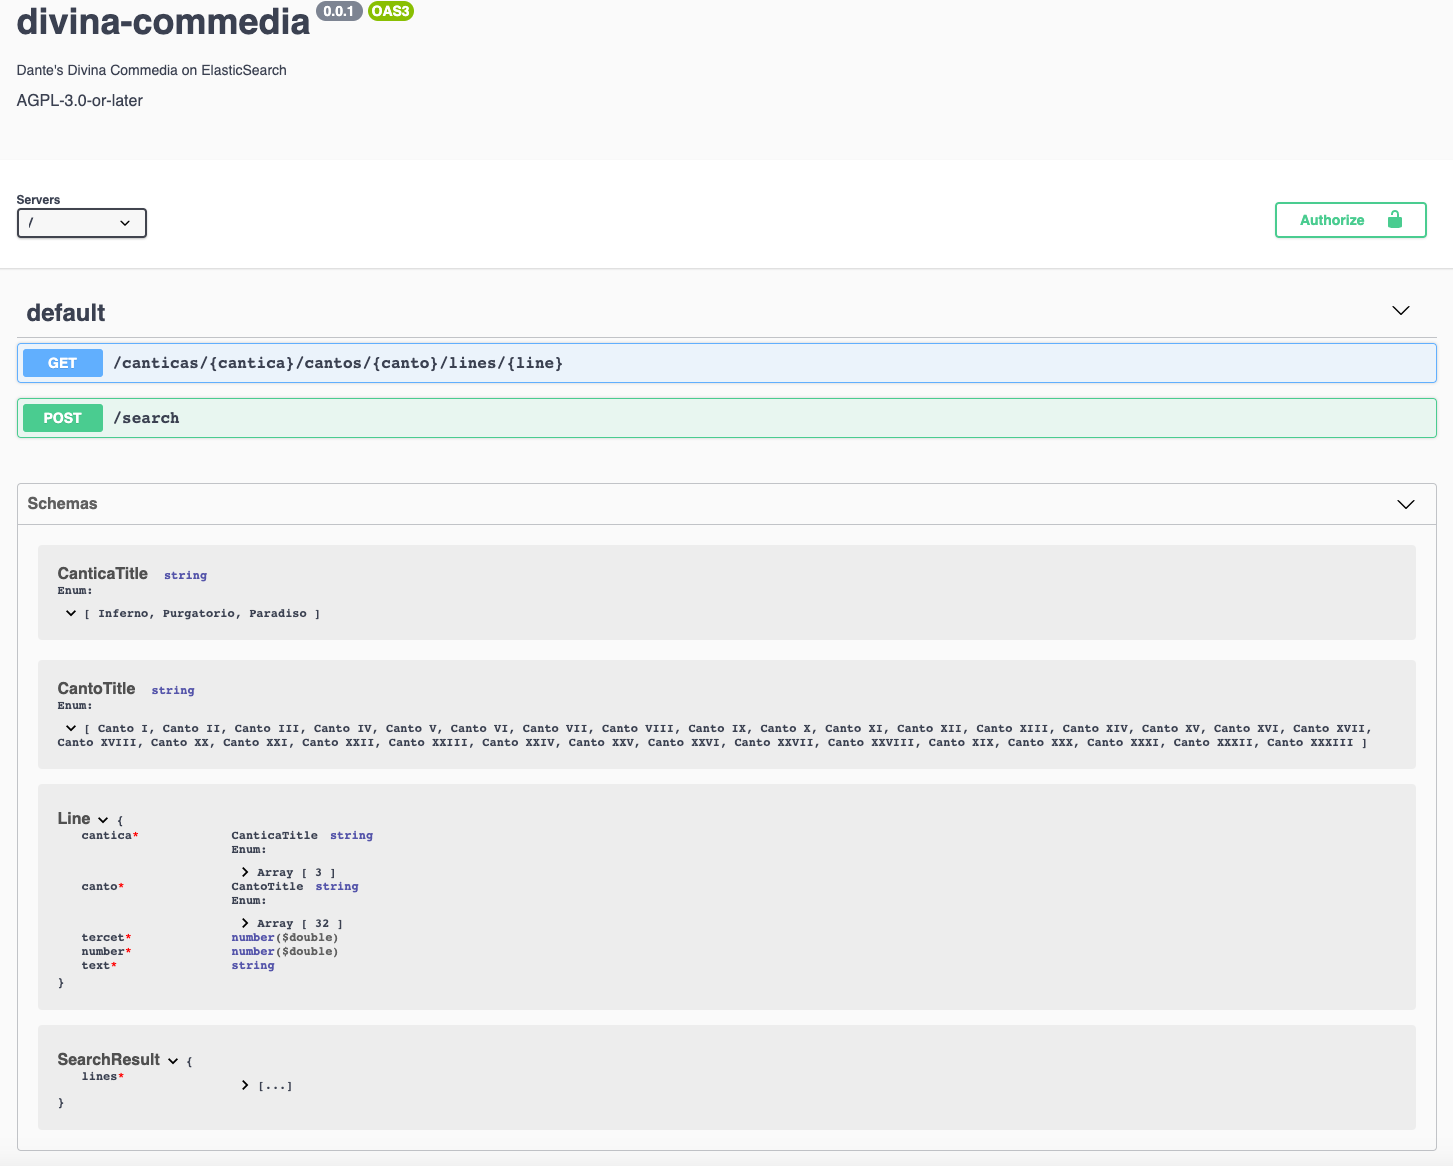 divina-commedia 0.0.1 OAS3
Dante's Divina Commedia on ElasticSearch
AGPL-3.0-or-later
Servers
/
Authorize
default
GET /canticas/{cantica}/cantos/{canto}/lines/{line}
POST /search
Schemas
CanticaTitle string
Enum:
[ Inferno, Purgatorio, Paradiso ]
CantoTitle string
Enum:
[ Canto I, Canto II, Canto III, Canto IV, Canto V, Canto VI, Canto VII, Canto VIII, Canto IX, Canto X, Canto XI, Canto XII, Canto XIII, Canto XIV, Canto XV, Canto XVI, Canto XVII,
Canto XVIII, Canto XX, Canto XXI, Canto XXII, Canto XXIII, Canto XXIV, Canto XXV, Canto XXVI, Canto XXVII, Canto XXVIII, Canto XIX, Canto XXX, Canto XXXI, Canto XXXII, Canto XXXIII ]
Line {
cantica* CanticaTitle string
Enum:
Array [ 3 ]
canto* CantoTitle string
Enum:
Array [ 32 ]
tercet* number($double)
number* number($double)
text* string
}
SearchResult {
lines* [...]
}